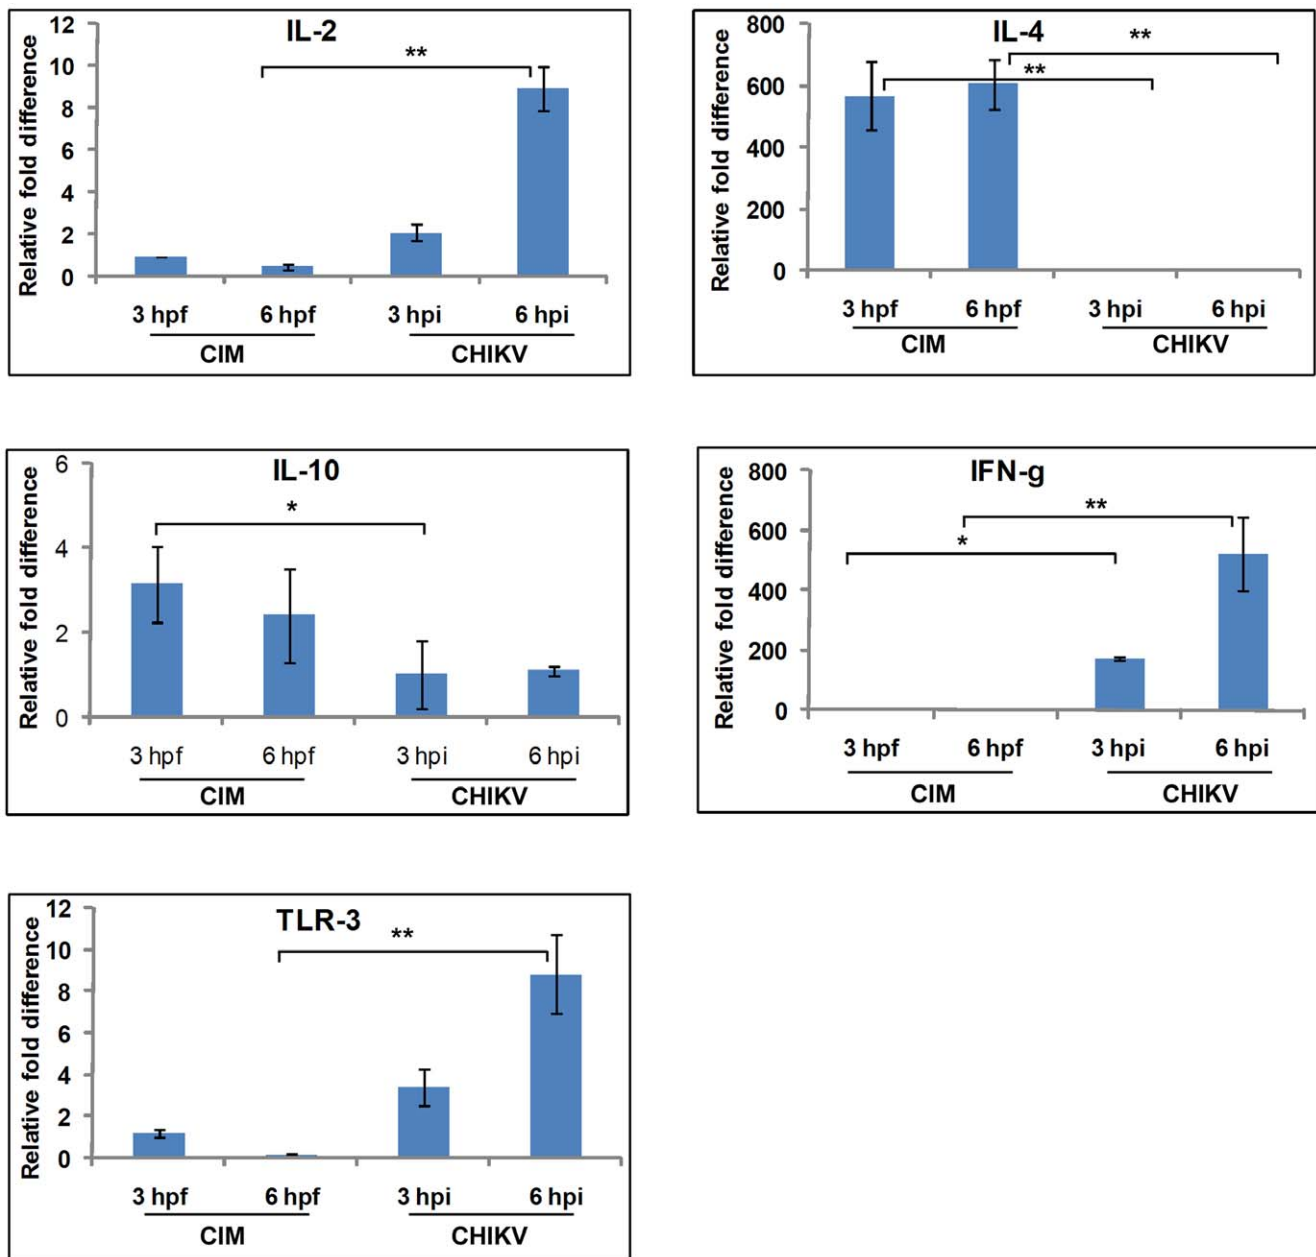 IL-2
Relative fold difference
12
10
8
6
4
2
0
**
3 hpf 6 hpf 3 hpi 6 hpi
CIM CHIKV
IL-4
Relative fold difference
800
600
400
200
0
**
**
3 hpf 6 hpf 3 hpi 6 hpi
CIM CHIKV
IL-10
Relative fold difference
6
4
2
0
*
3 hpf 6 hpf 3 hpi 6 hpi
CIM CHIKV
IFN-g
Relative fold difference
800
600
400
200
0
**
*
3 hpf 6 hpf 3 hpi 6 hpi
CIM CHIKV
TLR-3
Relative fold difference
12
10
8
6
4
2
0
**
3 hpf 6 hpf 3 hpi 6 hpi
CIM CHIKV